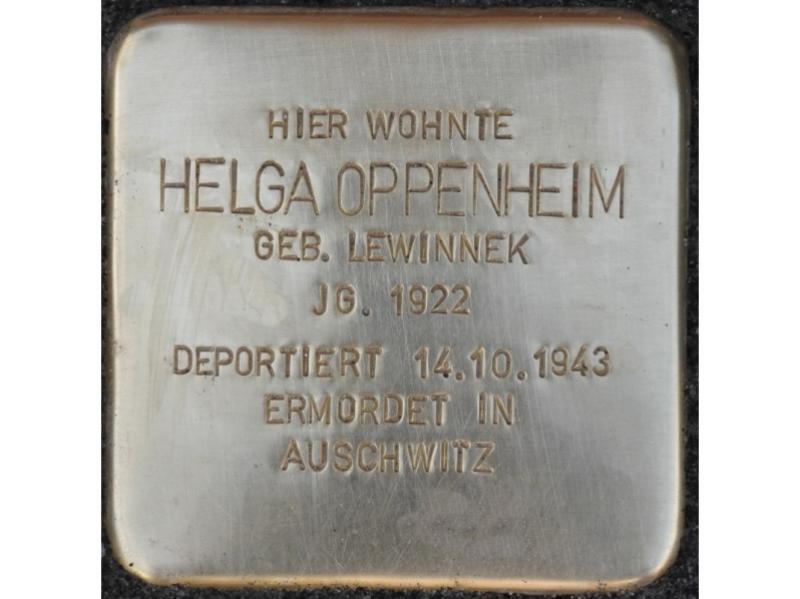 HIER WOHNTE
HELGA OPPENHEIM
GEB. LEWINNEK
JG. 1922
DEPORTIERT 14.10.1943
ERMORDET IN
AUSCHWITZ